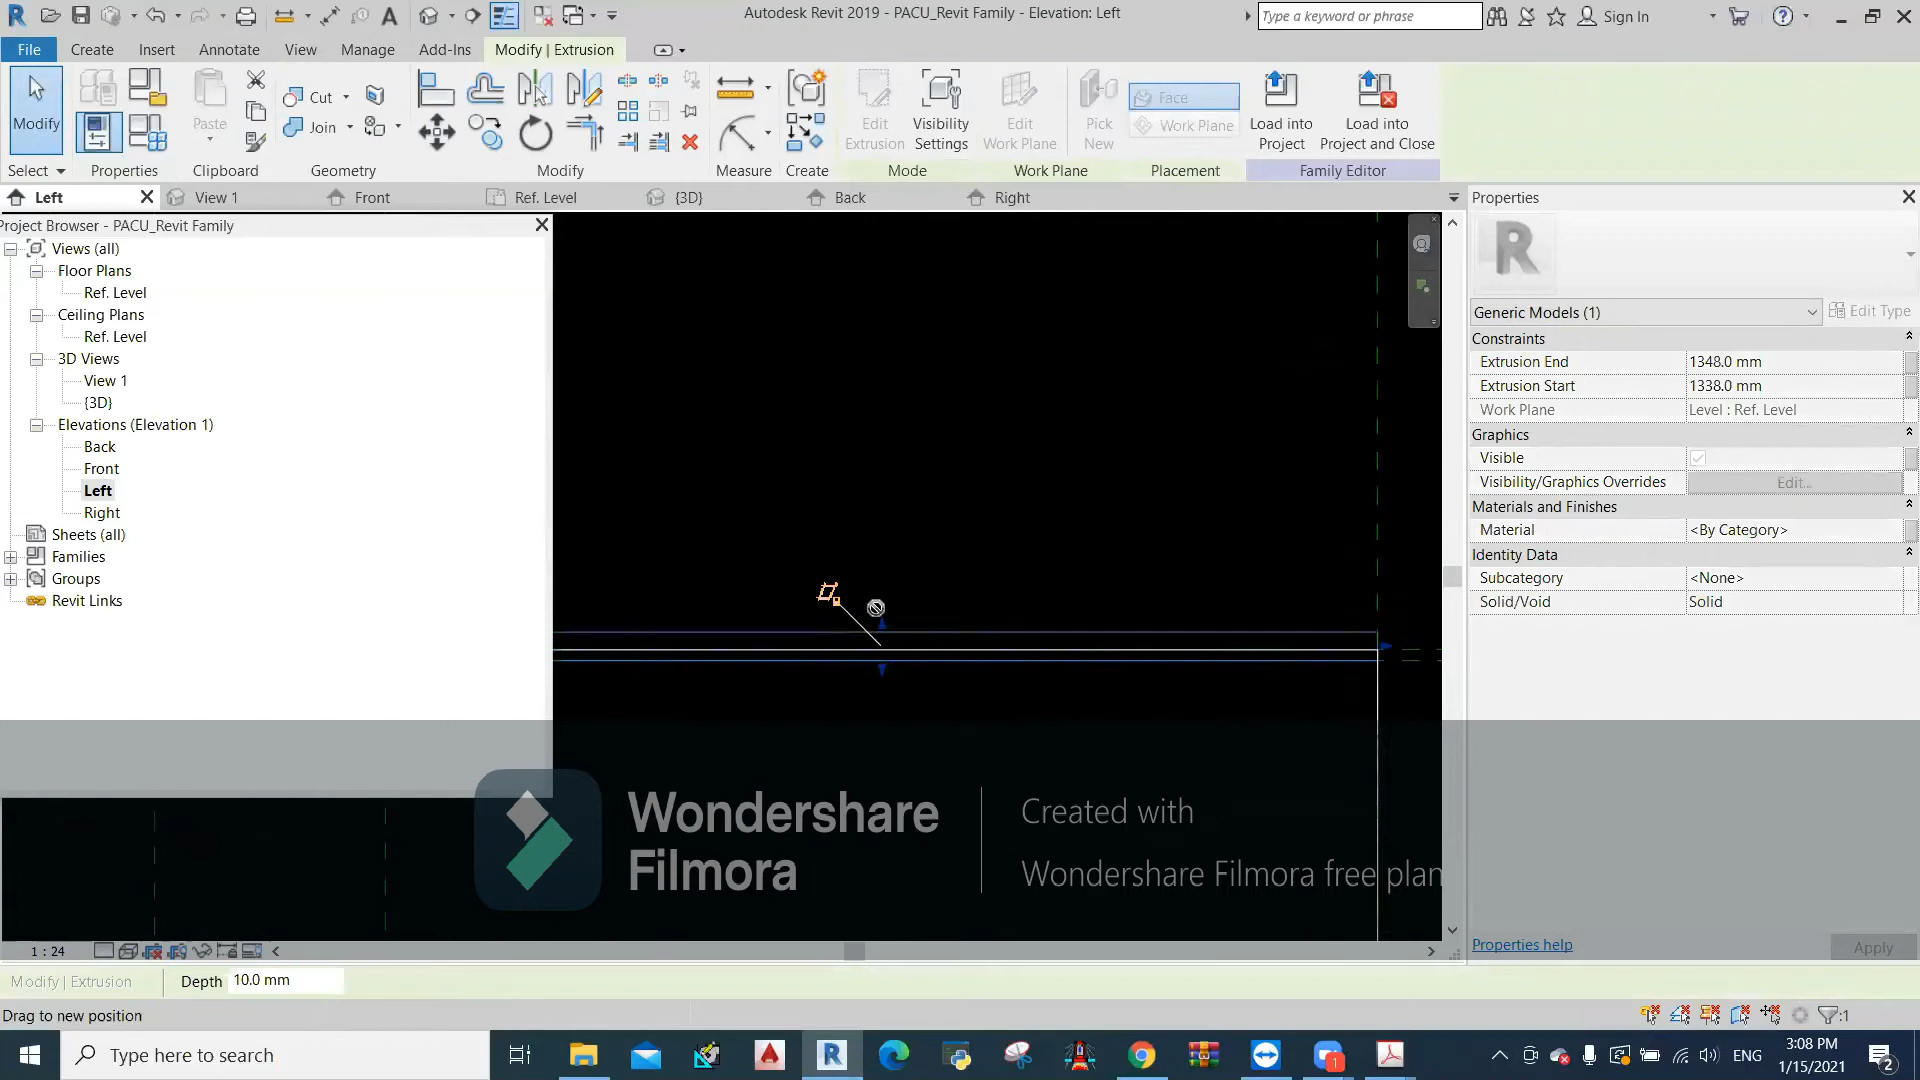 Autodesk Revit 2019 - PACU_Revit Family - Elevation: Left
Type a keyword or phrase
Sign In
File
Create
Insert
Annotate
View
Manage
Add-Ins
Modify | Extrusion
Modify
Paste
Cut
Join
Edit
Extrusion
Visibility
Settings
Edit
Work Plane
Pick
New
Face
Work Plane
Load into
Project
Load into
Project and Close
Select
Properties
Clipboard
Geometry
Modify
Measure
Create
Mode
Work Plane
Placement
Family Editor
Left
View 1
Front
Ref. Level
{3D}
Back
Right
Project Browser - PACU_Revit Family
Views (all)
Floor Plans
Ref. Level
Ceiling Plans
Ref. Level
3D Views
View 1
{3D}
Elevations (Elevation 1)
Back
Front
Left
Right
Sheets (all)
Families
Groups
Revit Links
Properties
R
Generic Models (1)
Edit Type
Constraints
Extrusion End 1348.0 mm
Extrusion Start 1338.0 mm
Work Plane Level : Ref. Level
Graphics
Visible
Visibility/Graphics Overrides Edit...
Materials and Finishes
Material <By Category>
Identity Data
Subcategory <None>
Solid/Void Solid
Properties help
Apply
Wondershare
Filmora
Created with
Wondershare Filmora free plan
1 : 24
Modify | Extrusion
Depth 10.0 mm
Drag to new position
:1
Type here to search
1
ENG
3:08 PM
1/15/2021
2